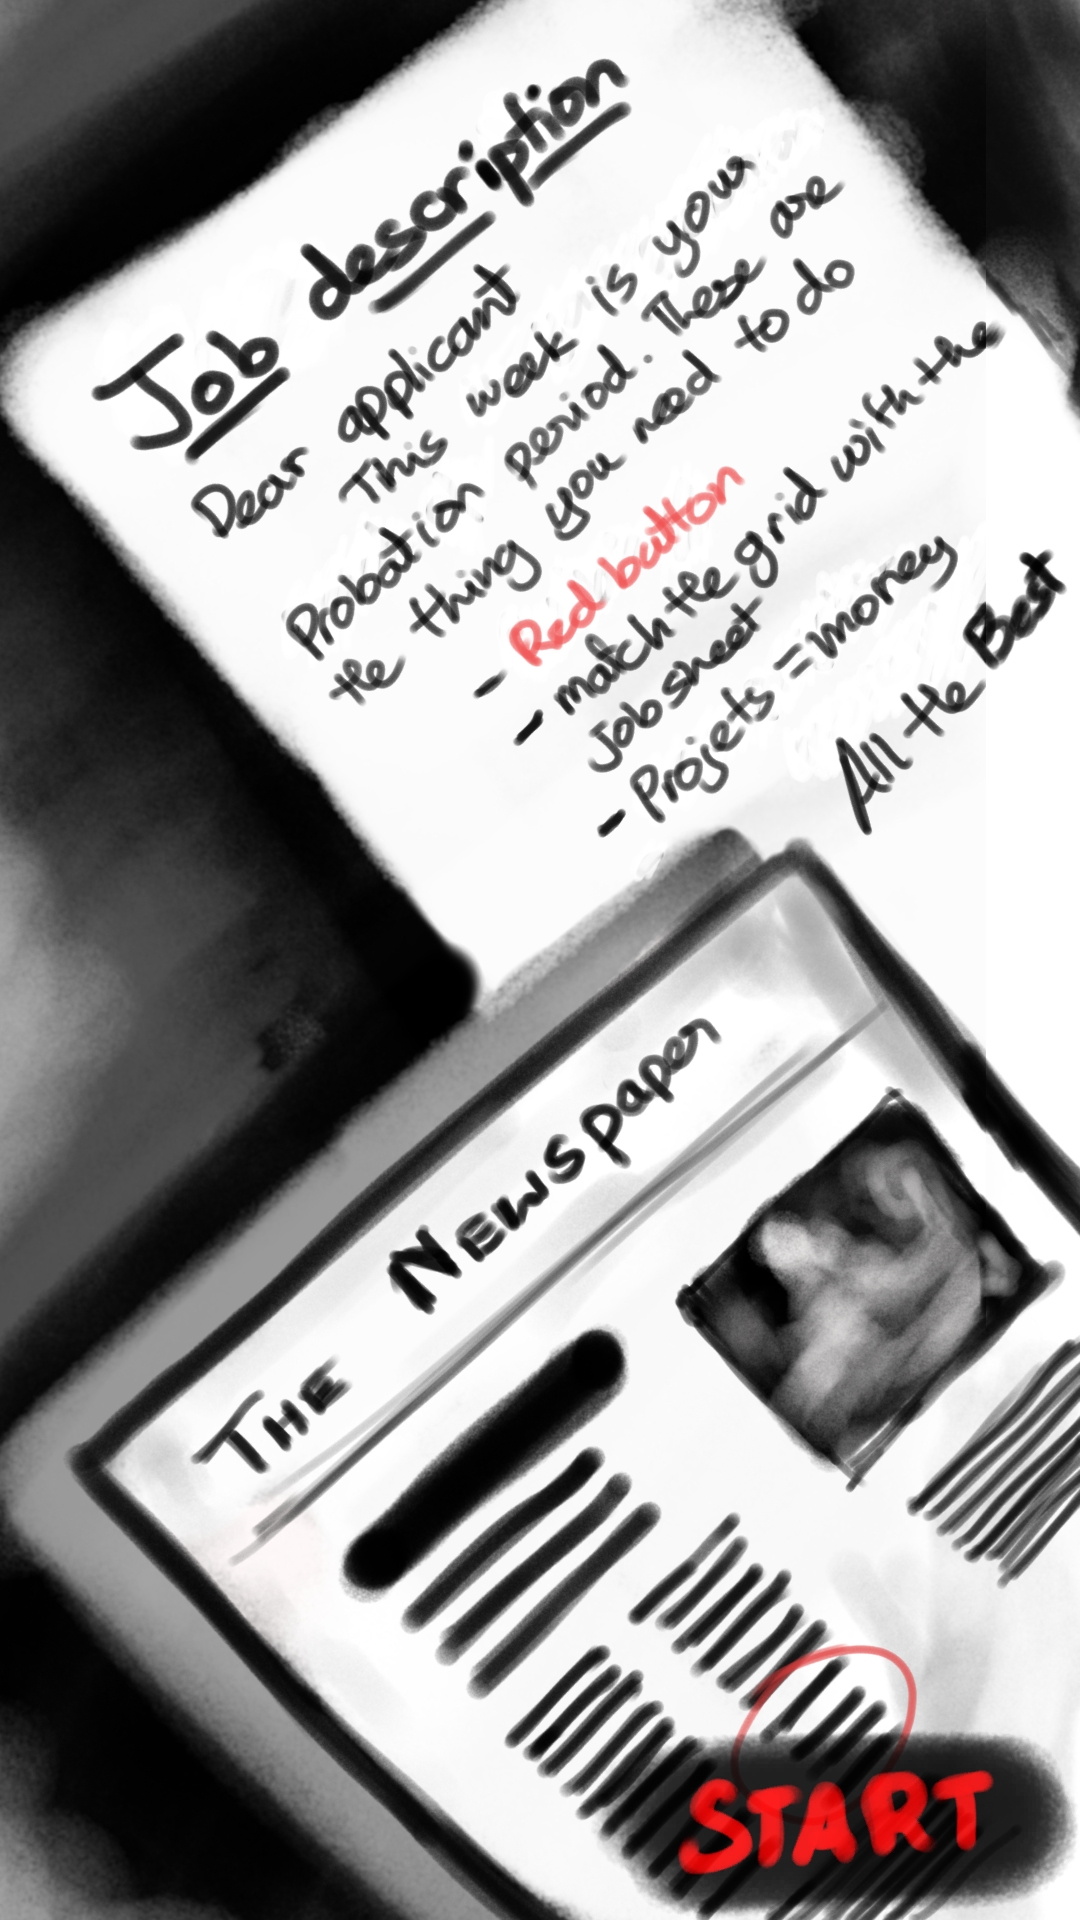 Job description
Dear applicant
This week is your
Probation period. These are
the thing you need to do
- Red button
- match the grid with the
Job sheet
- Projets = money
All the Best
THE NEWSpaper
START